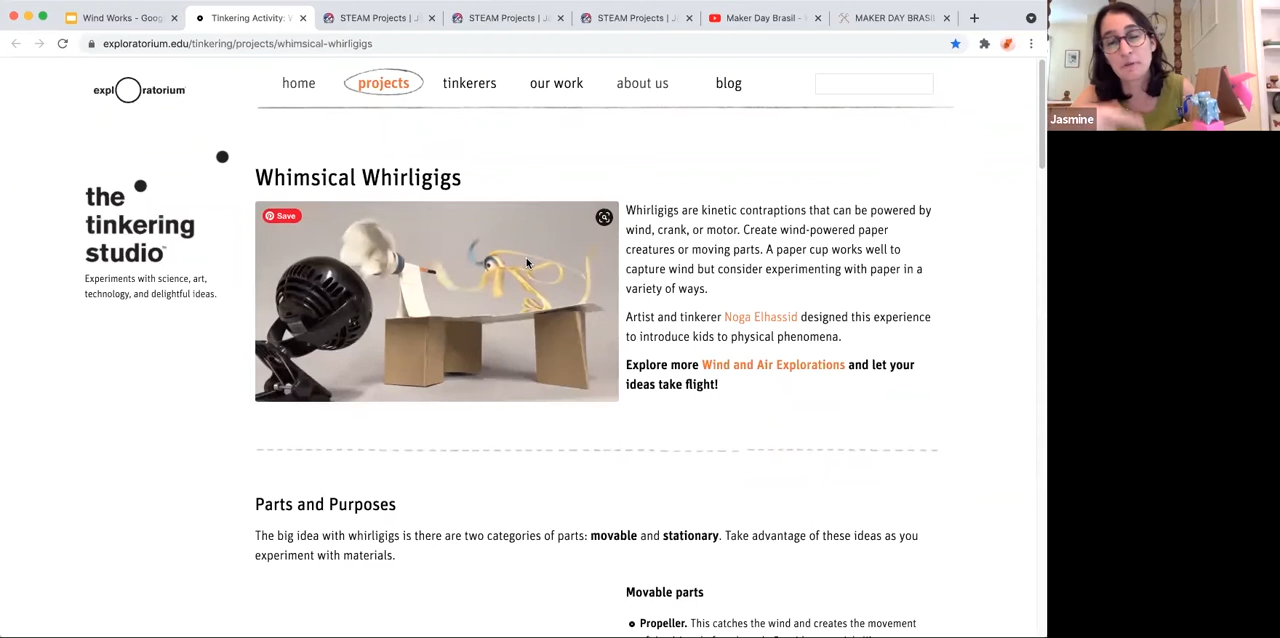 Wind Works - Goog
Tinkering Activity: W
STEAM Projects | J
STEAM Projects | J
STEAM Projects | J
Maker Day Brasil -
MAKER DAY BRASIL
exploratorium.edu/tinkering/projects/whimsical-whirligigs
Jasmine
expl ratorium
home
projects
tinkerers
our work
about us
blog
the
tinkering
studio
Experiments with science, art,
technology, and delightful ideas.
Whimsical Whirligigs
Save
Whirligigs are kinetic contraptions that can be powered by
wind, crank, or motor. Create wind-powered paper
creatures or moving parts. A paper cup works well to
capture wind but consider experimenting with paper in a
variety of ways.
Artist and tinkerer Noga Elhassid designed this experience
to introduce kids to physical phenomena.
Explore more Wind and Air Explorations and let your
ideas take flight!
Parts and Purposes
The big idea with whirligigs is there are two categories of parts: movable and stationary. Take advantage of these ideas as you
experiment with materials.
Movable parts
Propeller. This catches the wind and creates the movement